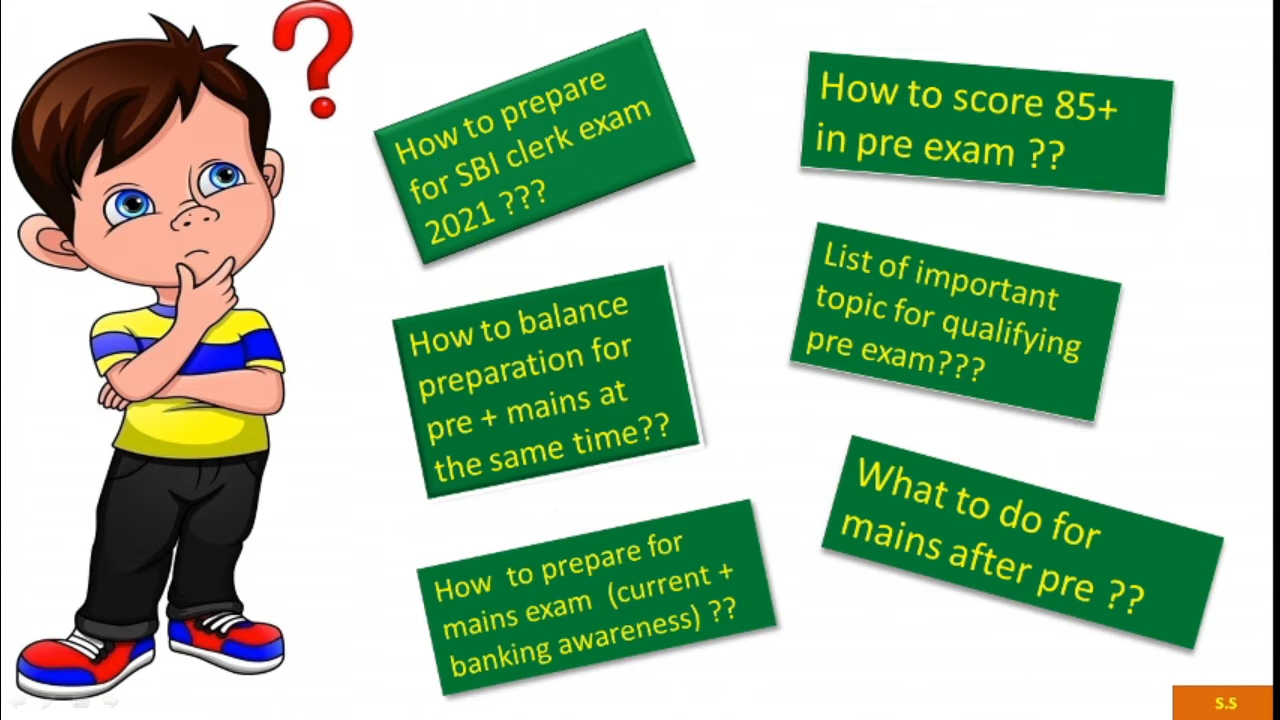 ?
How to prepare
for SBI clerk exam
2021 ???
How to balance
preparation for
pre + mains at
the same time??
How to prepare for
mains exam (current +
banking awareness) ??
How to score 85+
in pre exam ??
List of important
topic for qualifying
pre exam???
What to do for
mains after pre ??
S.S